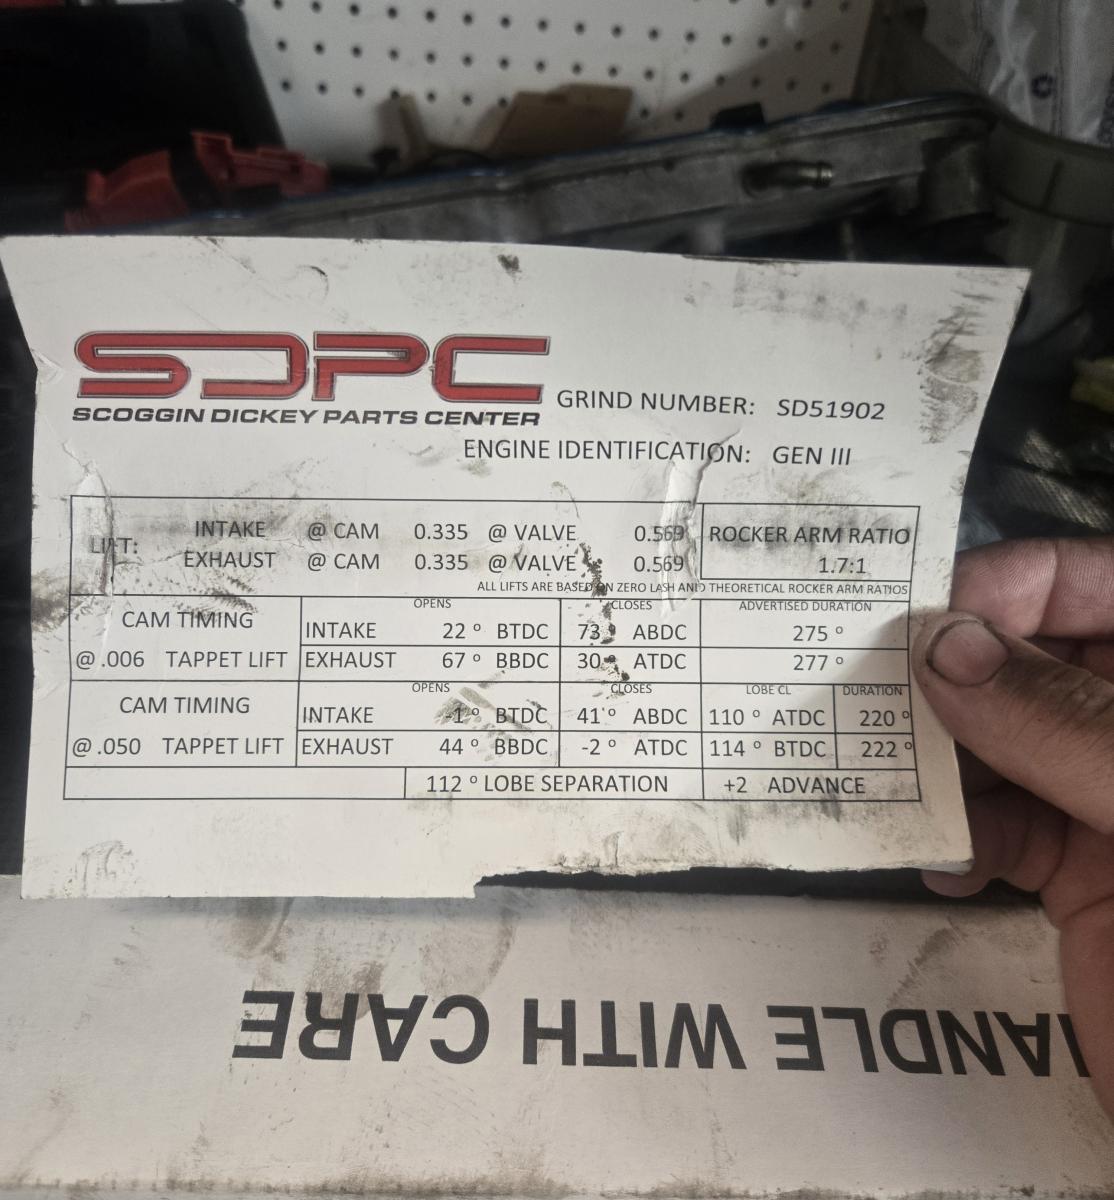 SDPC
SCOGGIN DICKEY PARTS CENTER
GRIND NUMBER: SD51902
ENGINE IDENTIFICATION: GEN III
LIFT:
INTAKE @ CAM 0.335 @ VALVE 0.569
EXHAUST @ CAM 0.335 @ VALVE 0.569
ROCKER ARM RATIO
1.7:1
ALL LIFTS ARE BASED ON ZERO LASH AND THEORETICAL ROCKER ARM RATIOS
CAM TIMING
@ .006 TAPPET LIFT
OPENS CLOSES ADVERTISED DURATION
INTAKE 22 º BTDC 73 º ABDC 275 º
EXHAUST 67 º BBDC 30 º ATDC 277 º
CAM TIMING
@ .050 TAPPET LIFT
OPENS CLOSES LOBE CL DURATION
INTAKE -1 º BTDC 41 º ABDC 110 º ATDC 220 º
EXHAUST 44 º BBDC -2 º ATDC 114 º BTDC 222 º
112 º LOBE SEPARATION +2 ADVANCE
HANDLE WITH CARE